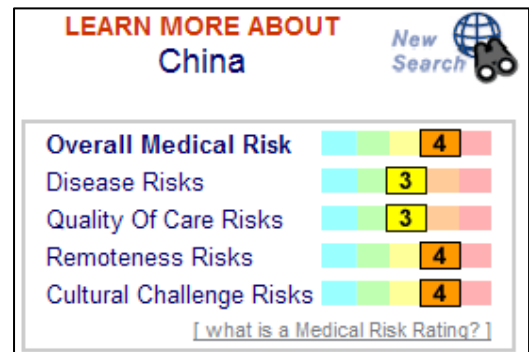 LEARN MORE ABOUT
China
New
Search
Overall Medical Risk 4
Disease Risks 3
Quality Of Care Risks 3
Remoteness Risks 4
Cultural Challenge Risks 4
[ what is a Medical Risk Rating? ]